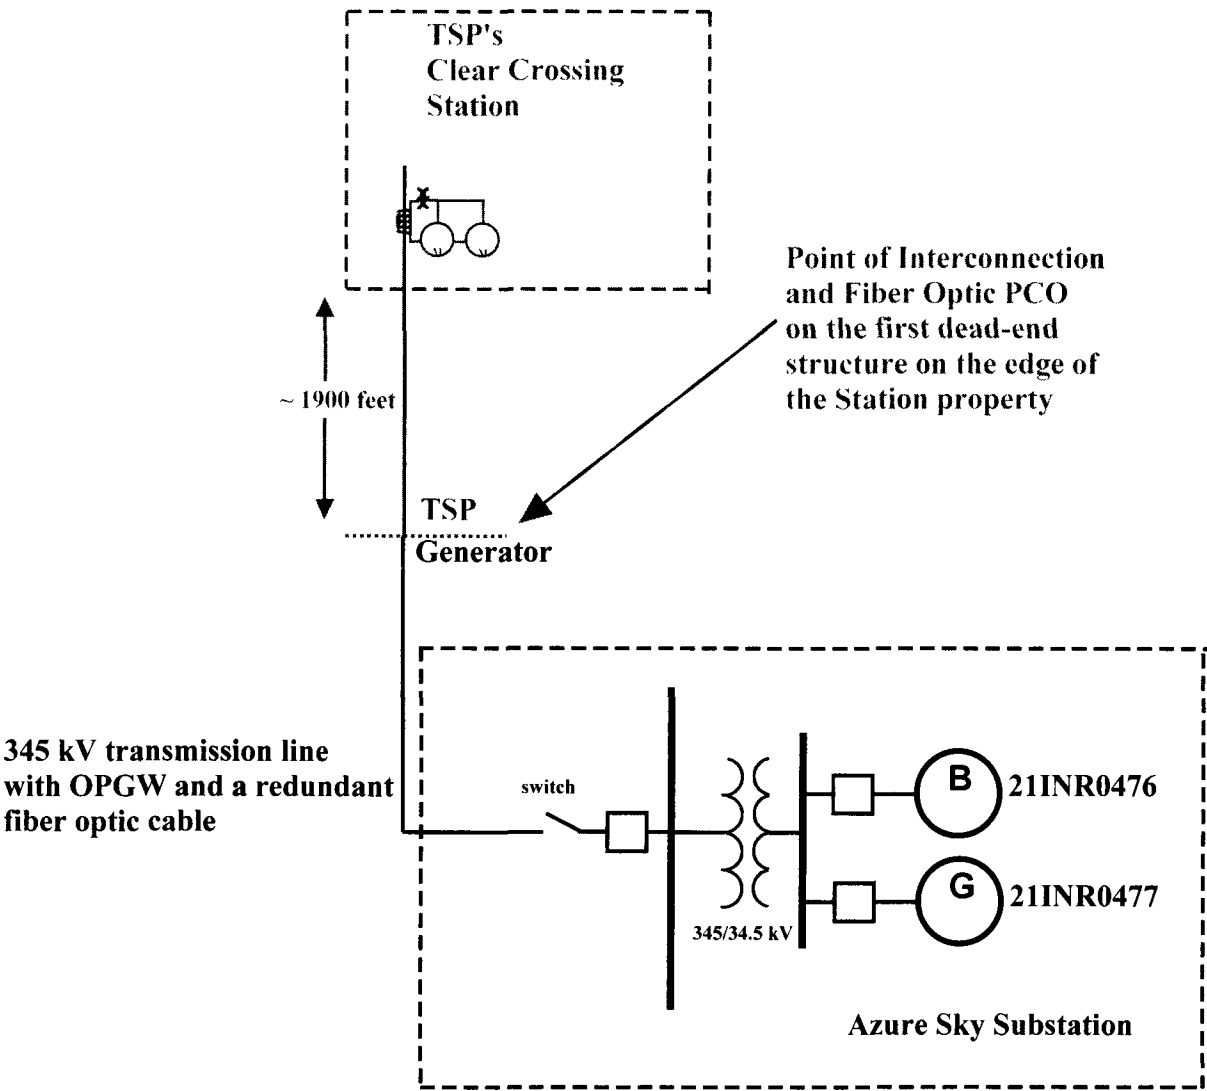 TSP's
Clear Crossing
Station
Point of Interconnection
and Fiber Optic PCO
on the first dead-end
structure on the edge of
the Station property
~ 1900 feet
TSP
Generator
345 kV transmission line
with OPGW and a redundant
fiber optic cable
switch
B
21INR0476
G
21INR0477
345/34.5 kV
Azure Sky Substation